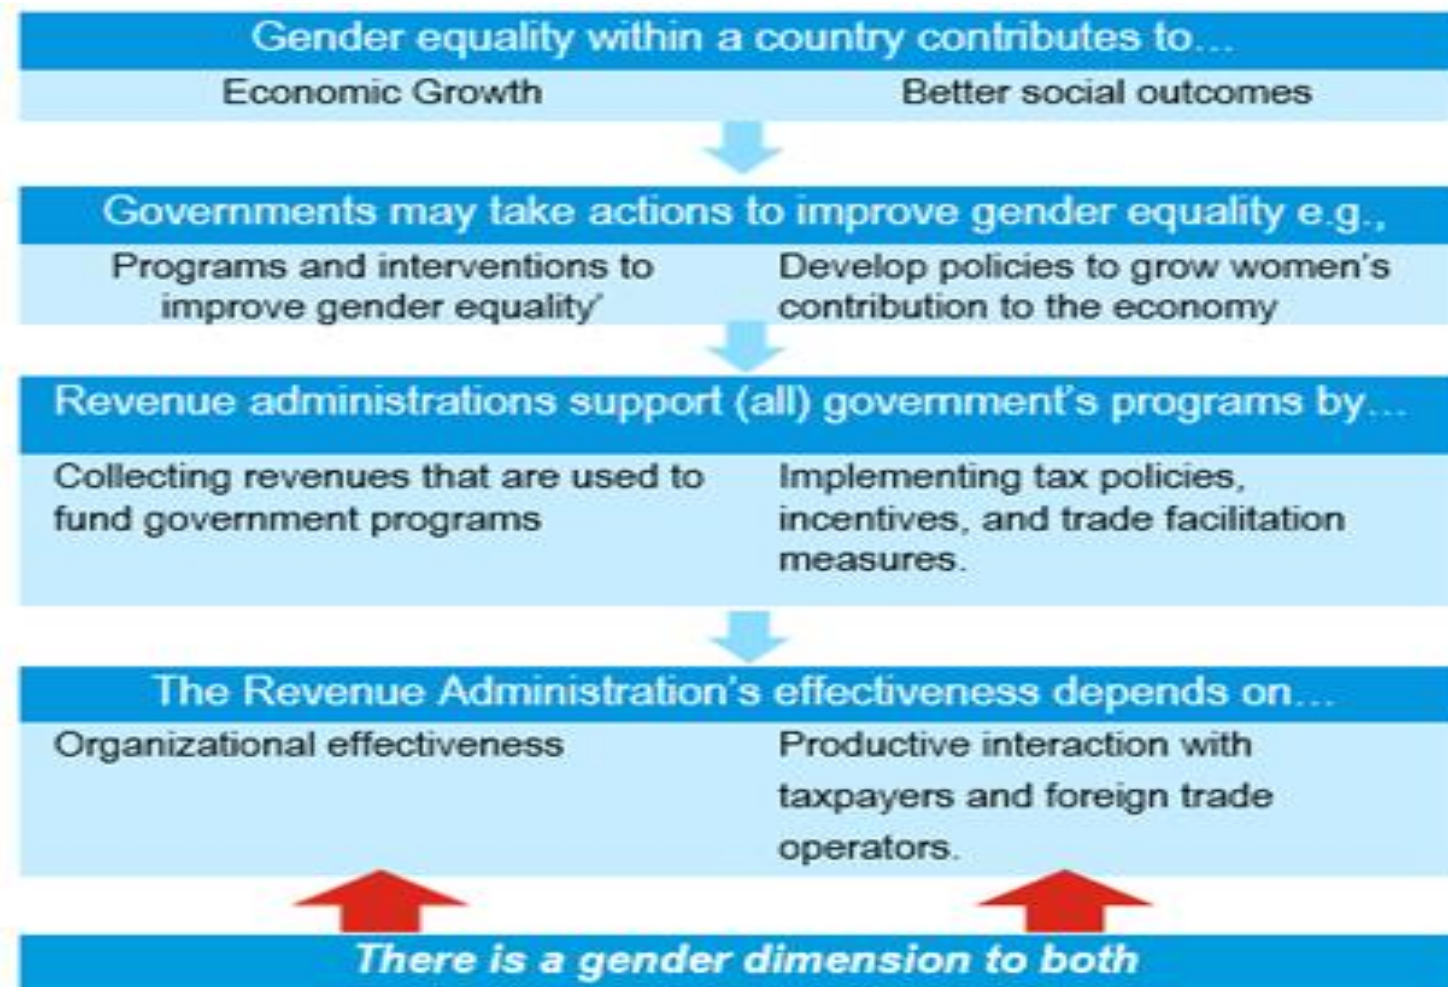 Gender equality within a country contributes to...
Economic Growth
Better social outcomes
Governments may take actions to improve gender equality e.g.,
Programs and interventions to
improve gender equality'
Develop policies to grow women's
contribution to the economy
Revenue administrations support (all) government's programs by...
Collecting revenues that are used to
fund government programs
Implementing tax policies,
incentives, and trade facilitation
measures.
The Revenue Administration's effectiveness depends on...
Organizational effectiveness
Productive interaction with
taxpayers and foreign trade
operators.
There is a gender dimension to both